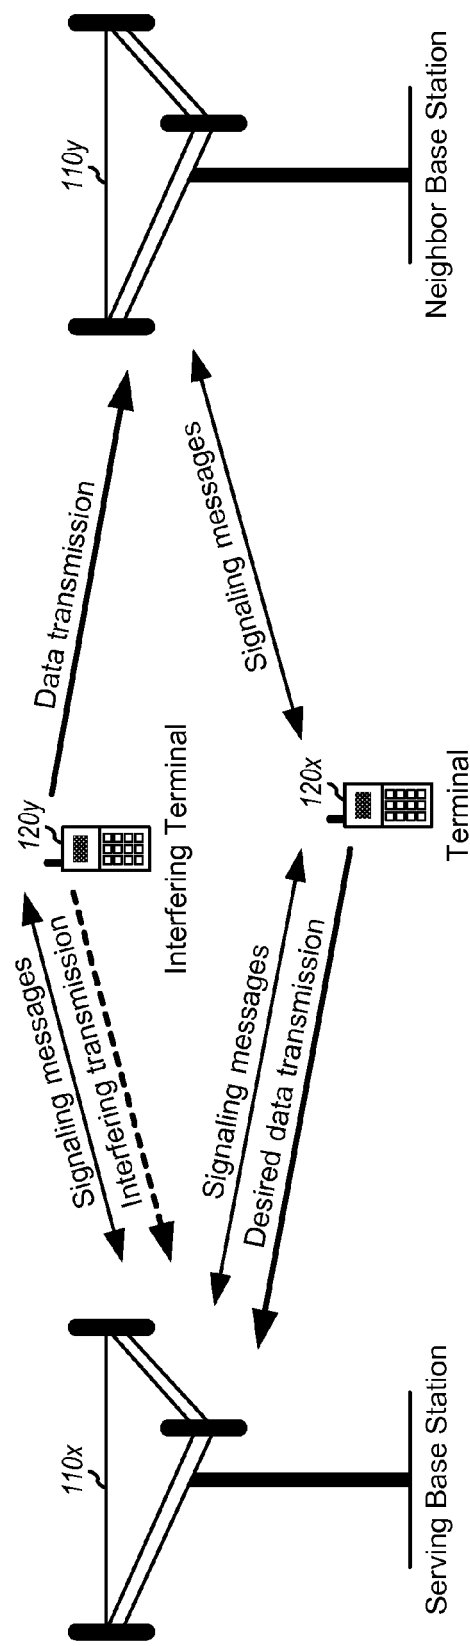 110x
Serving Base Station
Signaling messages
Interfering transmission
Signaling messages
Desired data transmission
120y
Interfering Terminal
120x
Terminal
Data transmission
Signaling messages
110y
Neighbor Base Station